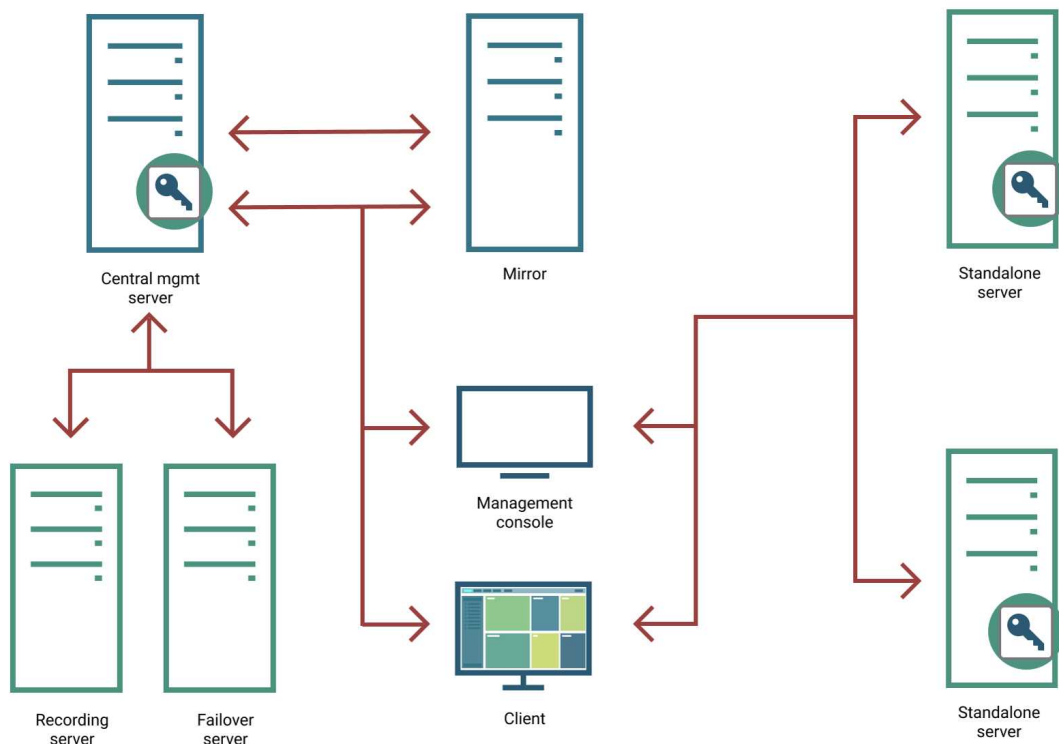 Central mgmt
server
Mirror
Standalone
server
Management
console
Recording
server
Failover
server
Client
Standalone
server